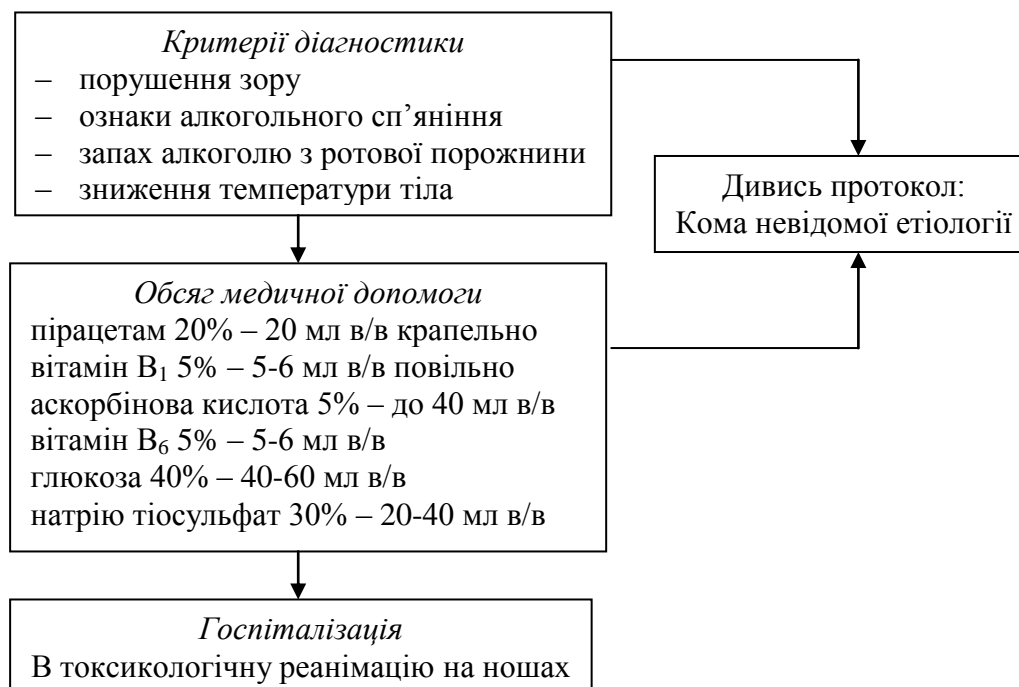 Критерії діагностики
– порушення зору
– ознаки алкогольного сп’яніння
– запах алкоголю з ротової порожнини
– зниження температури тіла
Дивись протокол:
Кома невідомої етіології
Обсяг медичної допомоги
пірацетам 20% – 20 мл в/в крапельно
вітамін В₁ 5% – 5-6 мл в/в повільно
аскорбінова кислота 5% – до 40 мл в/в
вітамін В₆ 5% – 5-6 мл в/в
глюкоза 40% – 40-60 мл в/в
натрію тіосульфат 30% – 20-40 мл в/в
Госпіталізація
В токсикологічну реанімацію на ношах